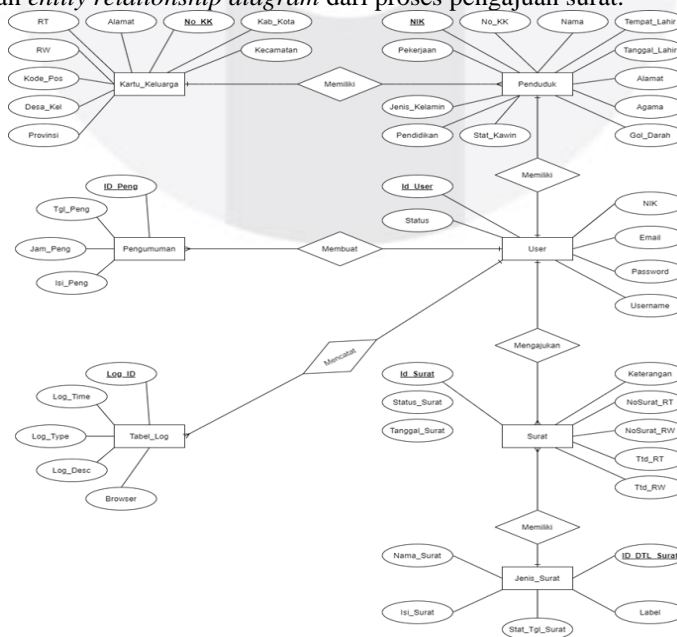 an entity relationship diagram dari proses pengajuan surat.
RT
Alamat
No_KK
Kab_Kota
NIK
No_KK
Nama
Tempat_Lahir
RW
Kecamatan
Pekerjaan
Tanggal_Lahir
Kode_Pos
Kartu_Keluarga
Memiliki
Penduduk
Alamat
Desa_Kel
Jenis_Kelamin
Agama
Provinsi
Pendidikan
Stat_Kawin
Gol_Darah
Memiliki
ID_Peng
Id_User
NIK
Tgl_Peng
Status
Email
Jam_Peng
Pengumuman
Membuat
User
Password
Isi_Peng
Username
Mengajukan
Mencatat
Log_ID
Id_Surat
Keterangan
Log_Time
Status_Surat
NoSurat_RT
Log_Type
Tabel_Log
Tanggal_Surat
Surat
NoSurat_RW
Log_Desc
Ttd_RT
Browser
Ttd_RW
Memiliki
Nama_Surat
ID_DTL_Surat
Jenis_Surat
Isi_Surat
Label
Stat_Tgl_Surat